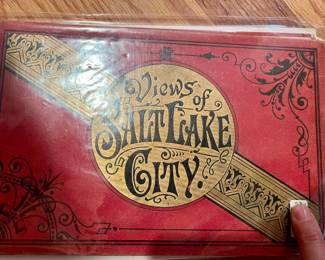 Views of
SALT LAKE
CITY.